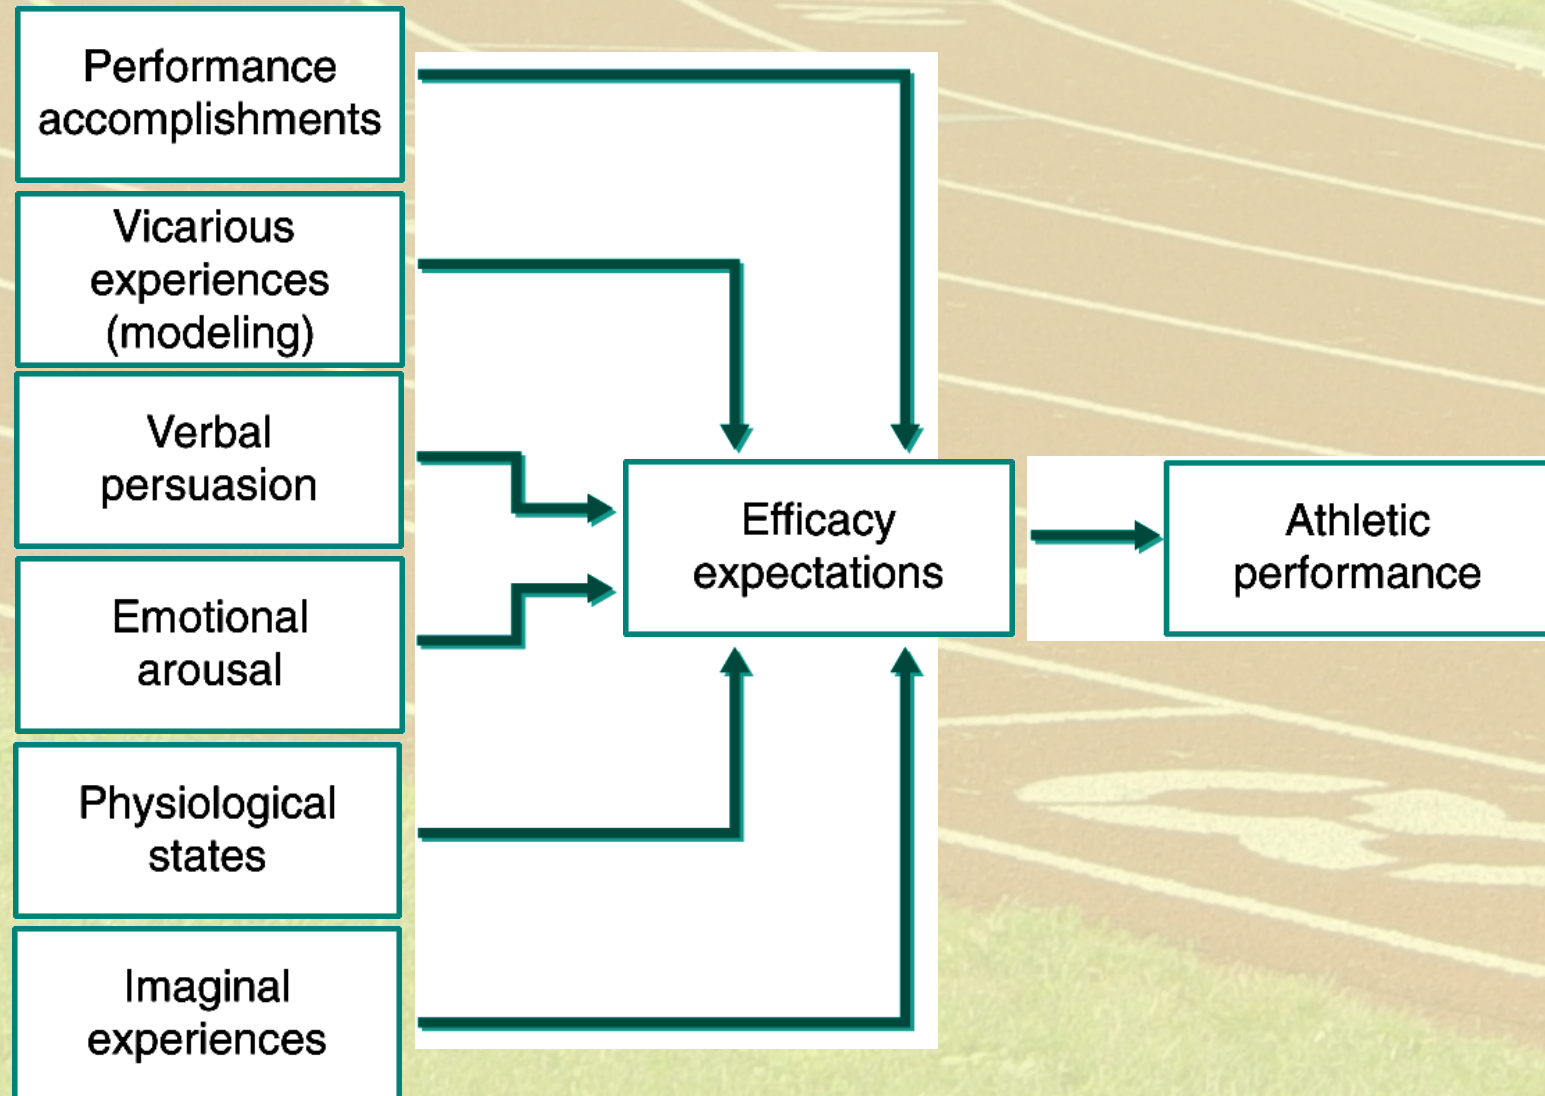 Performance
accomplishments
Vicarious
experiences
(modeling)
Verbal
persuasion
Emotional
arousal
Physiological
states
Imaginal
experiences
Efficacy
expectations
Athletic
performance